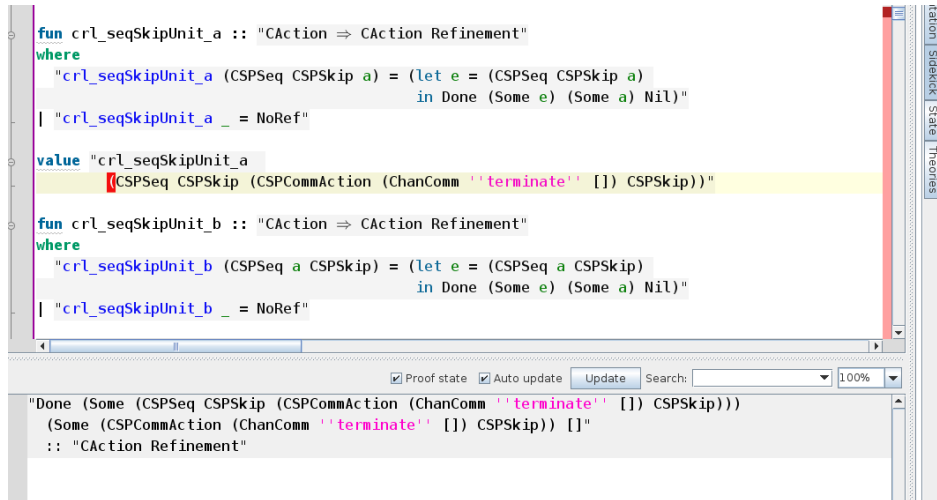 fun crl_seqSkipUnit_a :: "CAction ⇒ CAction Refinement"
where
"crl_seqSkipUnit_a (CSPSeq CSPSkip a) = (let e = (CSPSeq CSPSkip a)
in Done (Some e) (Some a) Nil)"
| "crl_seqSkipUnit_a _ = NoRef"
value "crl_seqSkipUnit_a
(CSPSeq CSPSkip (CSPCommAction (ChanComm ''terminate'' []) CSPSkip))"
fun crl_seqSkipUnit_b :: "CAction ⇒ CAction Refinement"
where
"crl_seqSkipUnit_b (CSPSeq a CSPSkip) = (let e = (CSPSeq a CSPSkip)
in Done (Some e) (Some a) Nil)"
| "crl_seqSkipUnit_b _ = NoRef"
Sidekick
State
Theories
Proof state Auto update Update Search: 100%
"Done (Some (CSPSeq CSPSkip (CSPCommAction (ChanComm ''terminate'' []) CSPSkip)))
(Some (CSPCommAction (ChanComm ''terminate'' []) CSPSkip)) []"
:: "CAction Refinement"